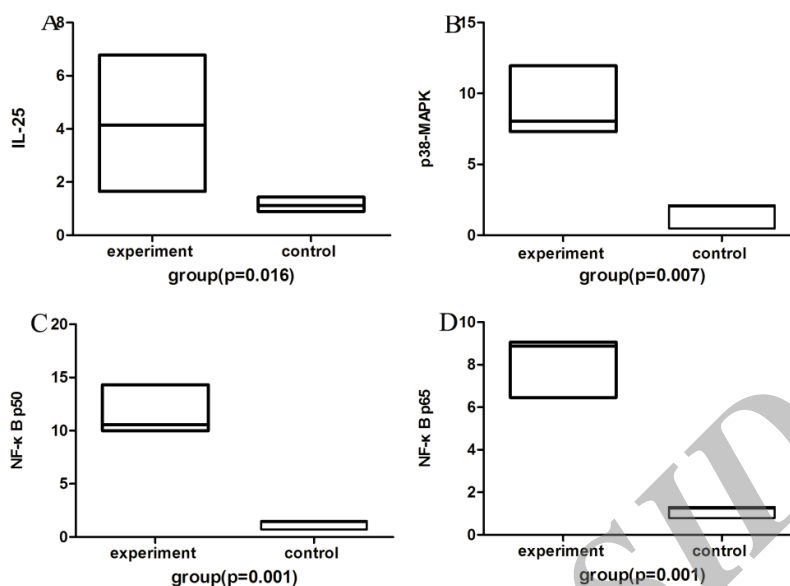 A
8
6
4
2
0
IL-25
experiment control
group(p=0.016)
B
15
10
5
0
p38-MAPK
experiment control
group(p=0.007)
C
20
15
10
5
0
NF-κ B p50
experiment control
group(p=0.001)
D
10
8
6
4
2
0
NF-κ B p65
experiment control
group(p=0.001)
SID